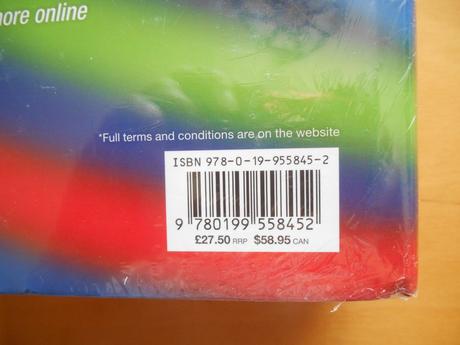 more online
*Full terms and conditions are on the website
ISBN 978-0-19-955845-2
9 780199 558452
£27.50 RRP $58.95 CAN